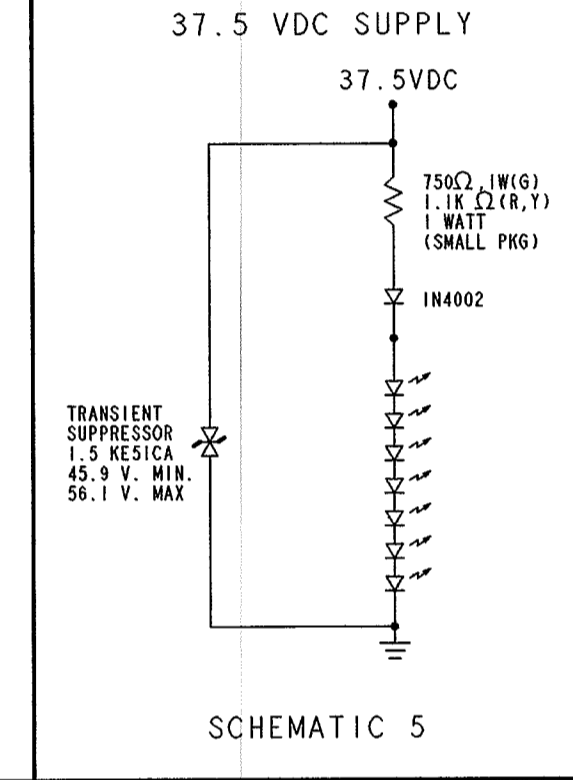 37.5 VDC SUPPLY
37.5VDC
750Ω,1W(G)
1.1K Ω(R,Y)
1 WATT
(SMALL PKG)
IN4002
TRANSIENT
SUPPRESSOR
1.5 KE51CA
45.9 V. MIN.
56.1 V. MAX
SCHEMATIC 5